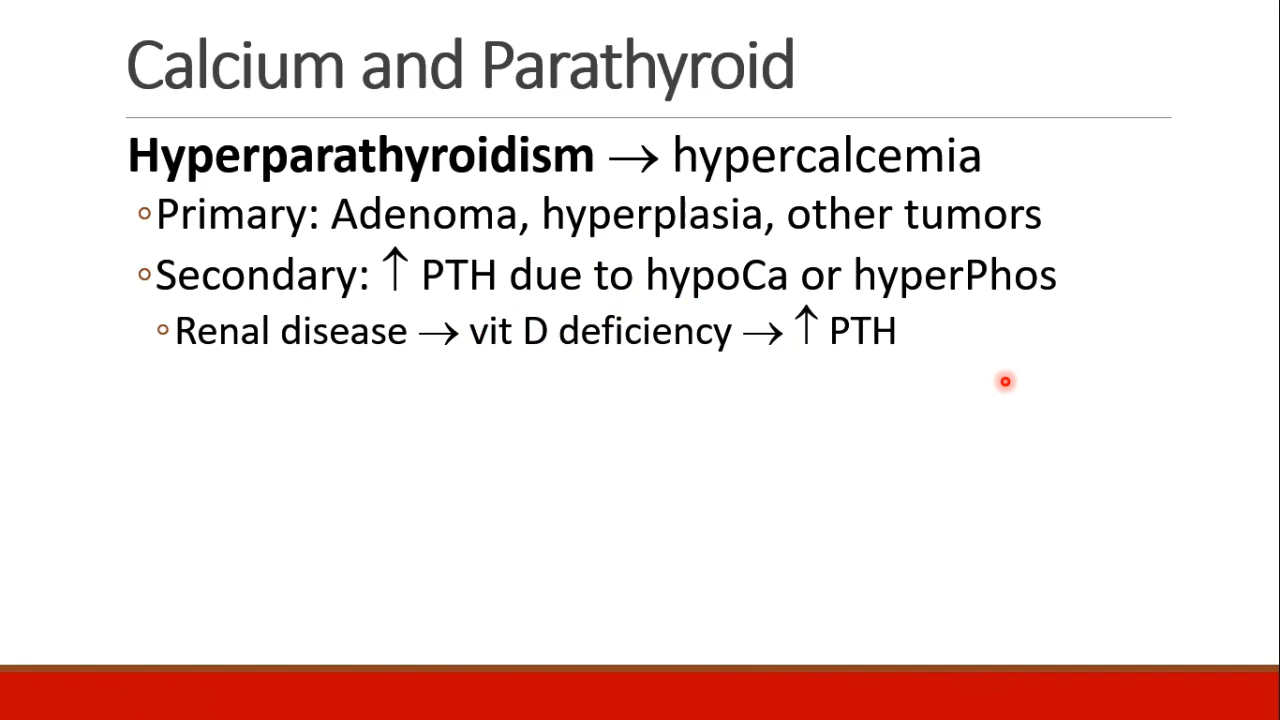 Calcium and Parathyroid
Hyperparathyroidism → hypercalcemia
◦Primary: Adenoma, hyperplasia, other tumors
◦Secondary: ↑ PTH due to hypoCa or hyperPhos
◦Renal disease → vit D deficiency → ↑ PTH